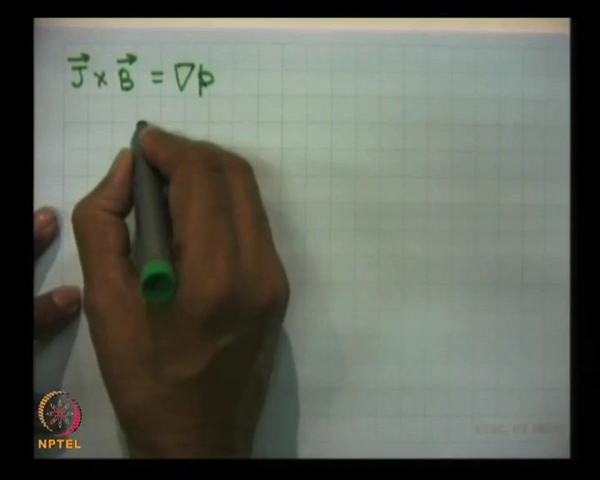 J⃗ × B⃗ = ∇p
NPTEL